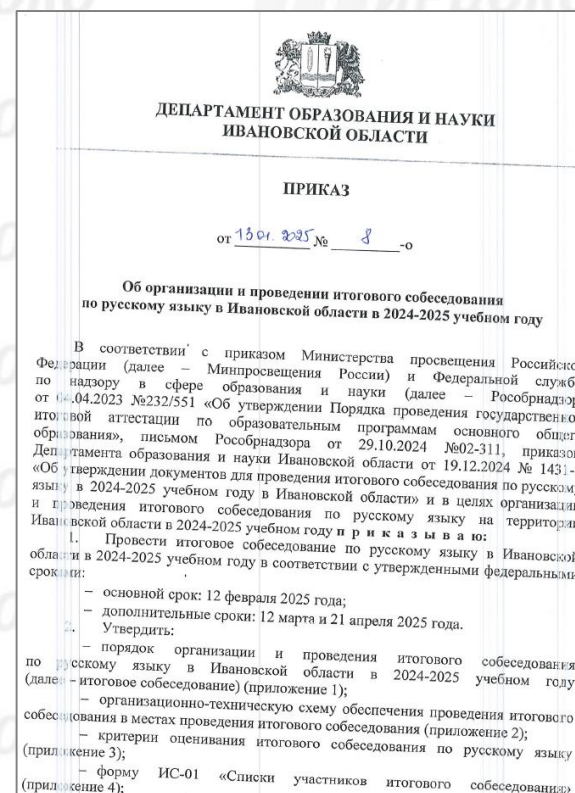 ДЕПАРТАМЕНТ ОБРАЗОВАНИЯ И НАУКИ
ИВАНОВСКОЙ ОБЛАСТИ
ПРИКАЗ
от 13 01. 2025 № 8 -о
Об организации и проведении итогового собеседования
по русскому языку в Ивановской области в 2024-2025 учебном году
В соответствии с приказом Министерства просвещения Российско
Федерации (далее – Минпросвещения России) и Федеральной служб
по надзору в сфере образования и науки (далее – Рособрнадзор
от 04.04.2023 №232/551 «Об утверждении Порядка проведения государственно
итоговой аттестации по образовательным программам основного общег
образования», письмом Рособрнадзора от 29.10.2024 №02-311, приказо
Департамента образования и науки Ивановской области от 19.12.2024 № 1431-
«Об утверждении документов для проведения итогового собеседования по русском
языку в 2024-2025 учебном году в Ивановской области» и в целях организаци
и проведения итогового собеседования по русскому языку на территори
Ивановской области в 2024-2025 учебном году п р и к а з ы в а ю:
1. Провести итоговое собеседование по русскому языку в Ивановской
области в 2024-2025 учебном году в соответствии с утвержденными федеральными
сроками:
– основной срок: 12 февраля 2025 года;
– дополнительные сроки: 12 марта и 21 апреля 2025 года.
2. Утвердить:
– порядок организации и проведения итогового собеседования
по русскому языку в Ивановской области в 2024-2025 учебном году
(далее – итоговое собеседование) (приложение 1);
– организационно-техническую схему обеспечения проведения итогового
собеседования в местах проведения итогового собеседования (приложение 2);
– критерии оценивания итогового собеседования по русскому языку
(приложение 3);
– форму ИС-01 «Списки участников итогового собеседования»
(приложение 4);